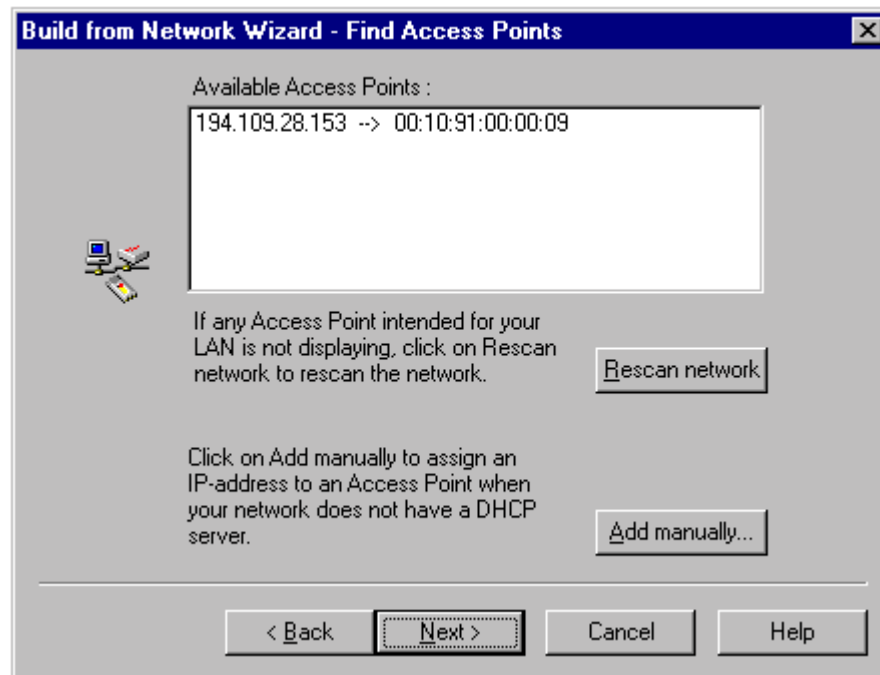 Build from Network Wizard - Find Access Points
Available Access Points :
194.109.28.153 --> 00:10:91:00:00:09
If any Access Point intended for your
LAN is not displaying, click on Rescan
network to rescan the network.
Rescan network
Click on Add manually to assign an
IP-address to an Access Point when
your network does not have a DHCP
server.
Add manually...
< Back
Next >
Cancel
Help